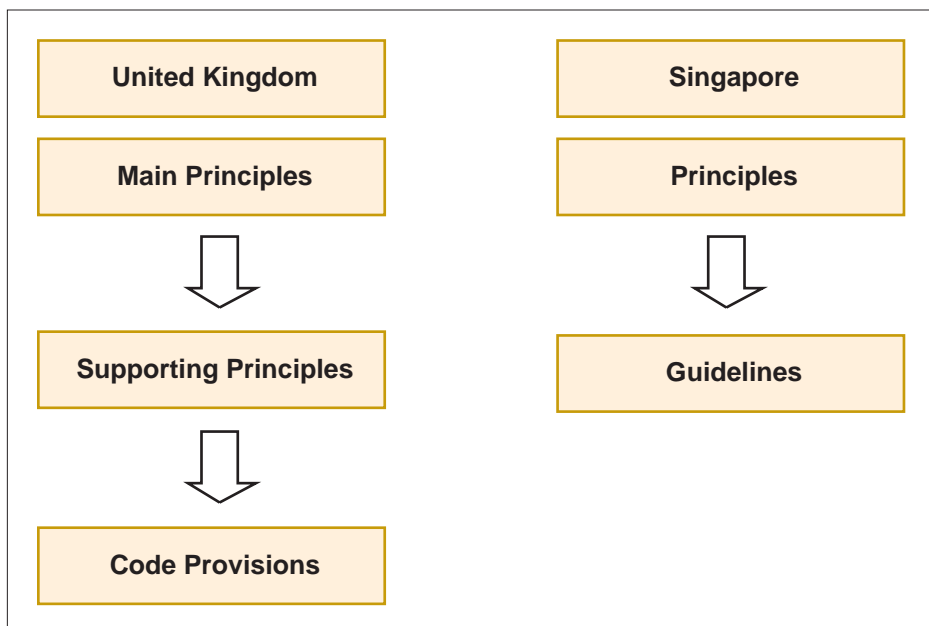 United Kingdom
Main Principles
Supporting Principles
Code Provisions
Singapore
Principles
Guidelines